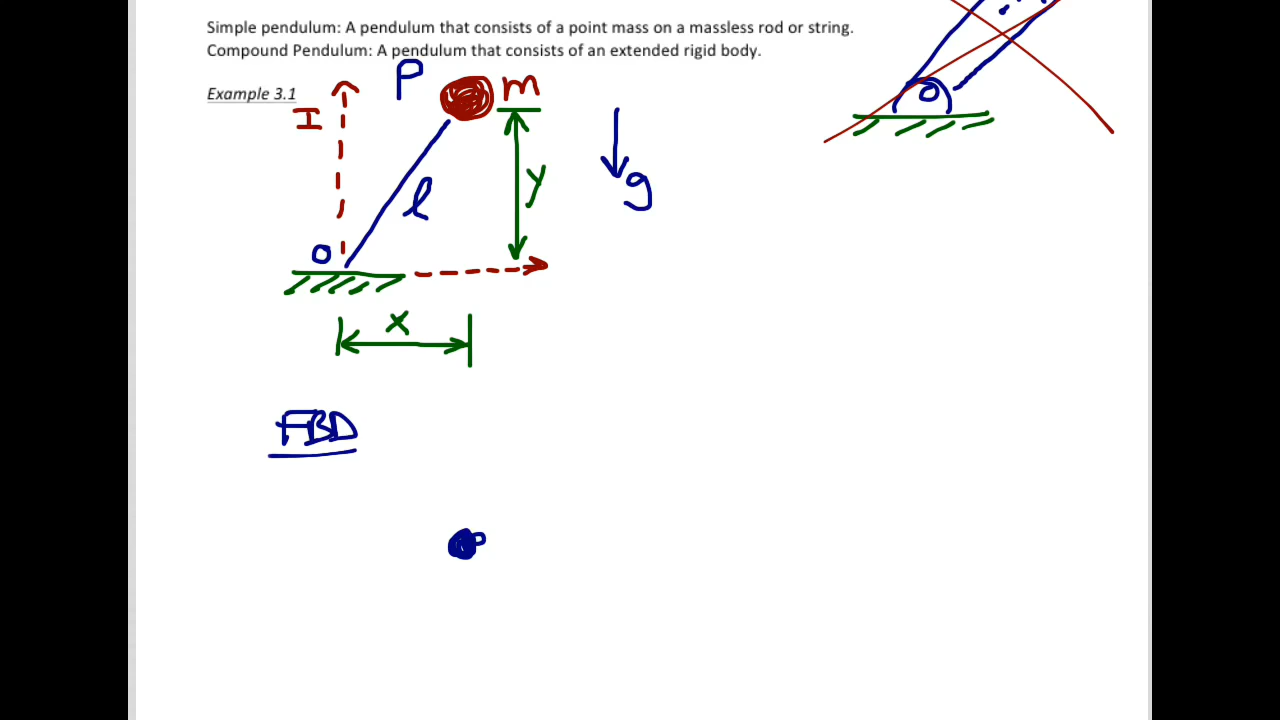 Simple pendulum: A pendulum that consists of a point mass on a massless rod or string.
Compound Pendulum: A pendulum that consists of an extended rigid body.
Example 3.1
P
m
I
l
y
g
O
x
O
FBD